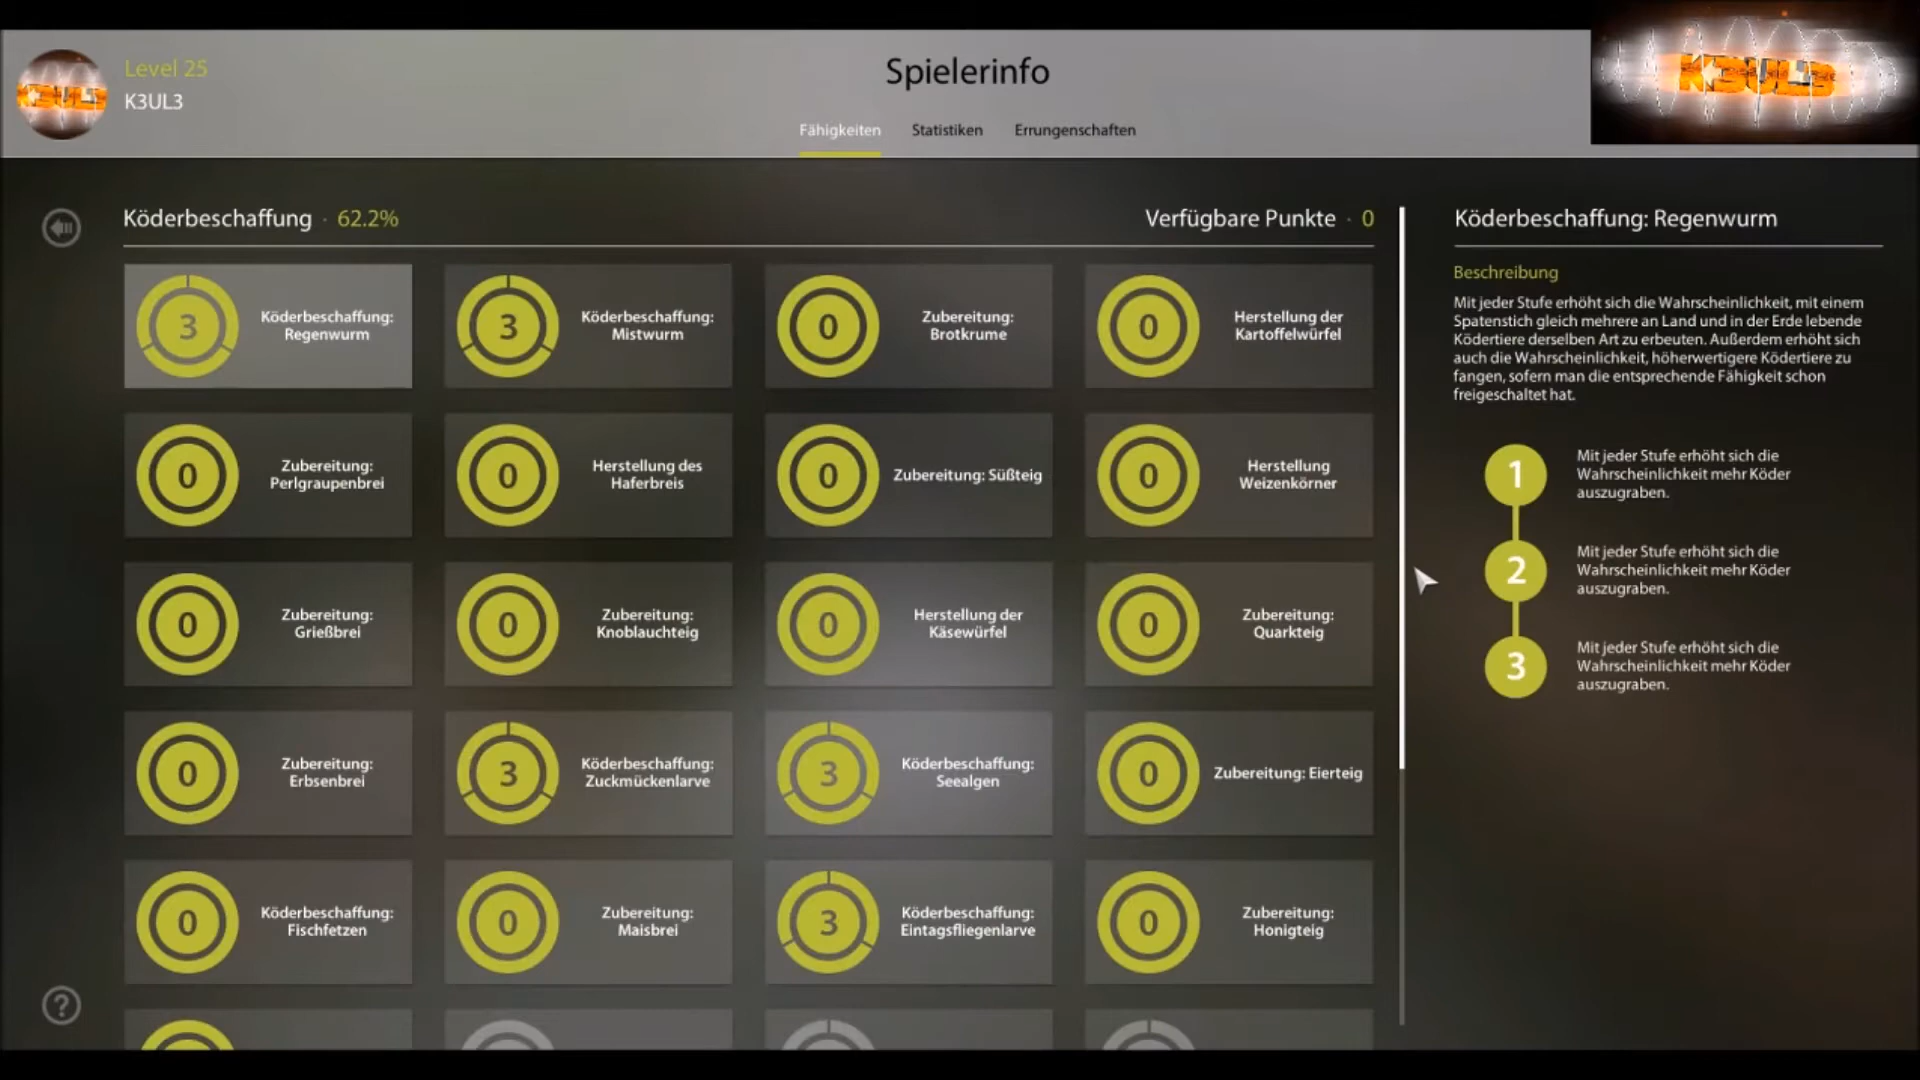 Level 25
K3UL3
Spielerinfo
Fähigkeiten
Statistiken
Errungenschaften
K3UL3
K3UL3
Köderbeschaffung · 62.2%
Verfügbare Punkte · 0
3
Köderbeschaffung:
Regenwurm
3
Köderbeschaffung:
Mistwurm
0
Zubereitung:
Brotkrume
0
Herstellung der
Kartoffelwürfel
0
Zubereitung:
Perlgraupenbrei
0
Herstellung des
Haferbreis
0
Zubereitung: Süßteig
0
Herstellung
Weizenkörner
0
Zubereitung:
Grießbrei
0
Zubereitung:
Knoblauchteig
0
Herstellung der
Käsewürfel
0
Zubereitung:
Quarkteig
0
Zubereitung:
Erbsenbrei
3
Köderbeschaffung:
Zuckmückenlarve
3
Köderbeschaffung:
Seealgen
0
Zubereitung: Eierteig
0
Köderbeschaffung:
Fischfetzen
0
Zubereitung:
Maisbrei
3
Köderbeschaffung:
Eintagsfliegenlarve
0
Zubereitung:
Honigteig
?
Köderbeschaffung: Regenwurm
Beschreibung
Mit jeder Stufe erhöht sich die Wahrscheinlichkeit, mit einem
Spatenstich gleich mehrere an Land und in der Erde lebende
Ködertiere derselben Art zu erbeuten. Außerdem erhöht sich
auch die Wahrscheinlichkeit, höherwertigere Ködertiere zu
fangen, sofern man die entsprechende Fähigkeit schon
freigeschaltet hat.
1
Mit jeder Stufe erhöht sich die
Wahrscheinlichkeit mehr Köder
auszugraben.
2
Mit jeder Stufe erhöht sich die
Wahrscheinlichkeit mehr Köder
auszugraben.
3
Mit jeder Stufe erhöht sich die
Wahrscheinlichkeit mehr Köder
auszugraben.